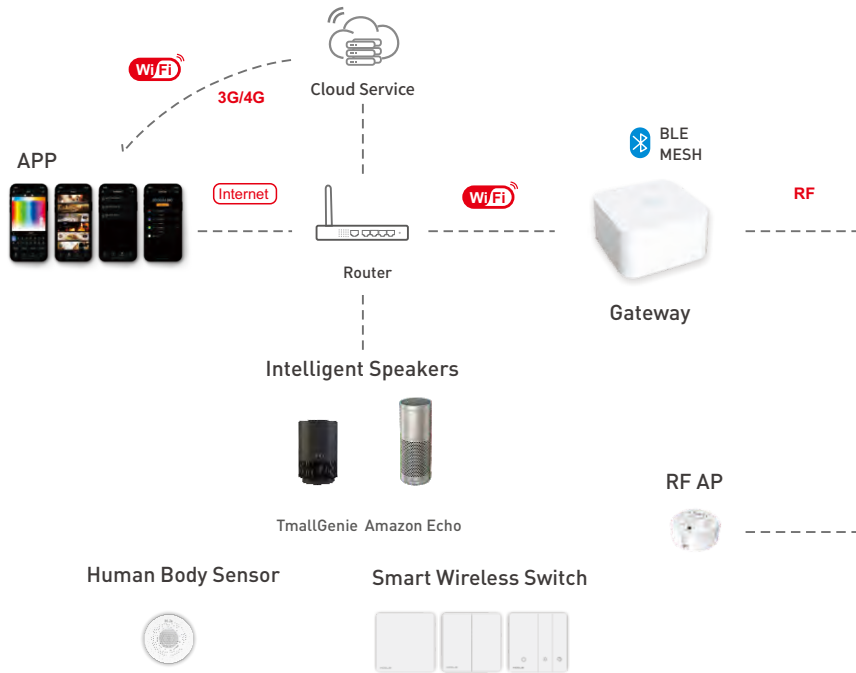 WiFi
Cloud Service
3G/4G
BLE
MESH
APP
Internet
WiFi
RF
Router
Gateway
Intelligent Speakers
RF AP
TmallGenie Amazon Echo
Human Body Sensor
Smart Wireless Switch